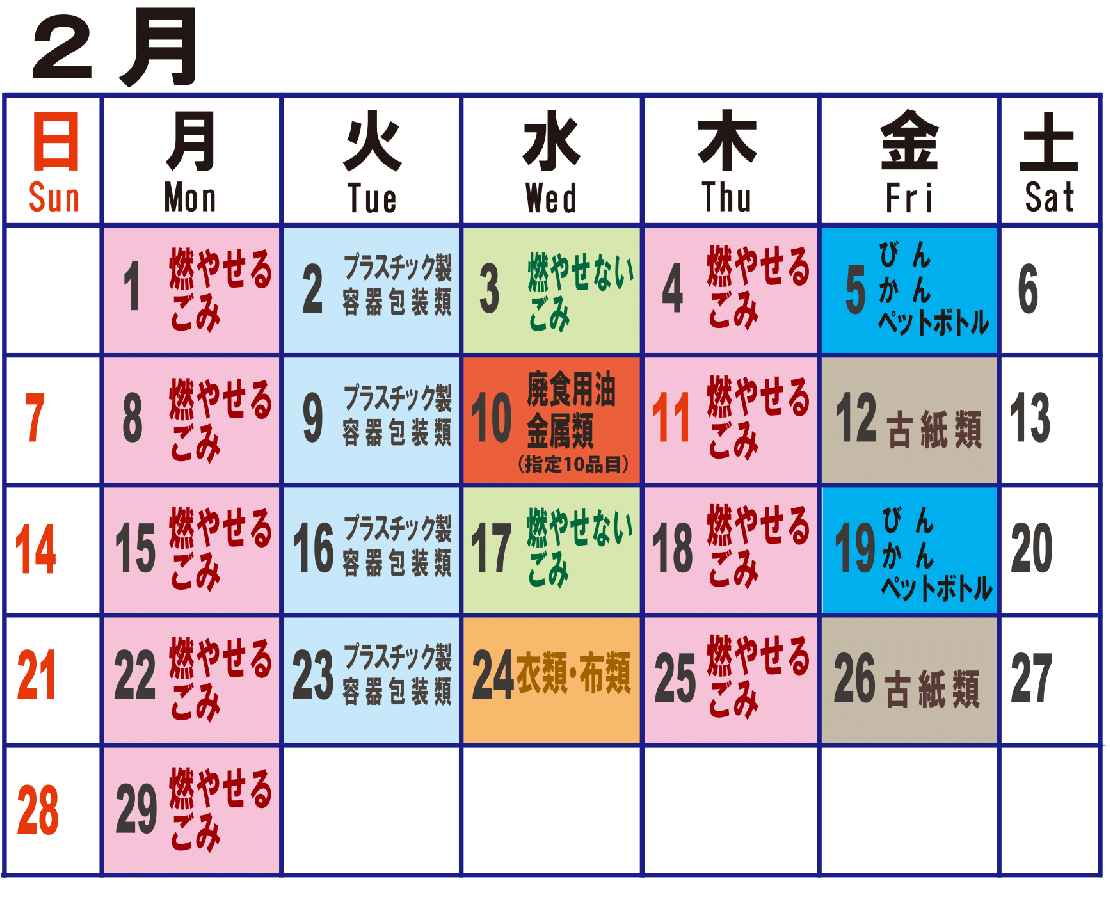 2月
日 月 火 水 木 金 土
Sun Mon Tue Wed Thu Fri Sat
1 燃やせる
ごみ
2 プラスチック製
容器包装類
3 燃やせない
ごみ
4 燃やせる
ごみ
5 びん
かん
ペットボトル
6
7
8 燃やせる
ごみ
9 プラスチック製
容器包装類
10 廃食用油
金属類
(指定10品目)
11 燃やせる
ごみ
12 古紙類
13
14
15 燃やせる
ごみ
16 プラスチック製
容器包装類
17 燃やせない
ごみ
18 燃やせる
ごみ
19 びん
かん
ペットボトル
20
21
22 燃やせる
ごみ
23 プラスチック製
容器包装類
24 衣類・布類
25 燃やせる
ごみ
26 古紙類
27
28
29 燃やせる
ごみ